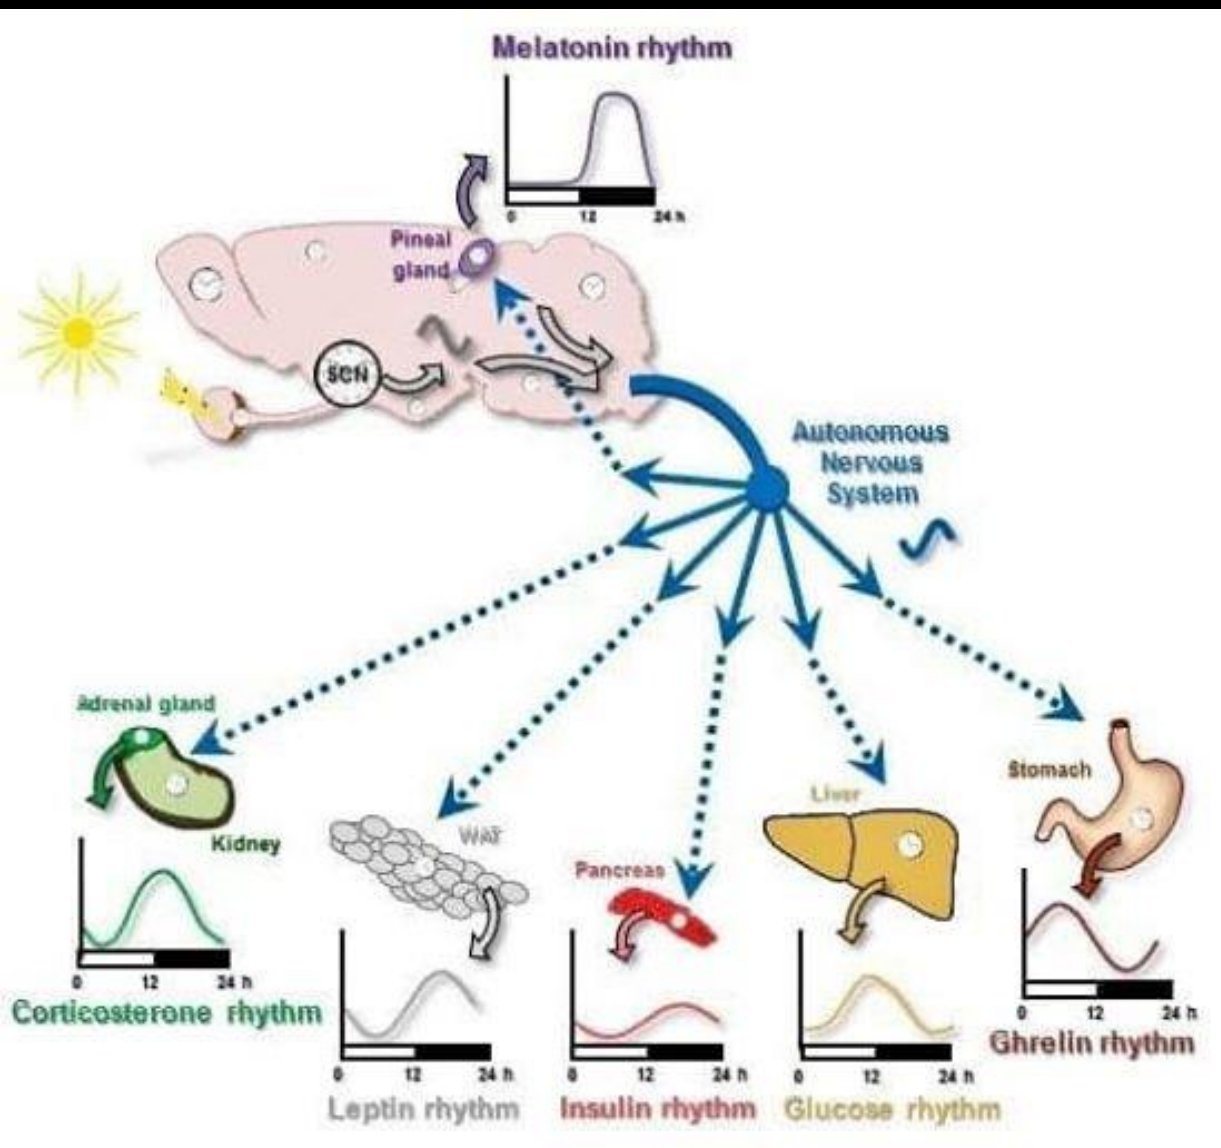 Melatonin rhythm
0 12 24 h
Pineal
gland
SCN
Autonomous
Nervous
System
Adrenal gland
Kidney
0 12 24 h
Corticosterone rhythm
WAT
0 12 24 h
Leptin rhythm
Pancreas
0 12 24 h
Insulin rhythm
Liver
0 12 24 h
Glucose rhythm
Stomach
0 12 24 h
Ghrelin rhythm